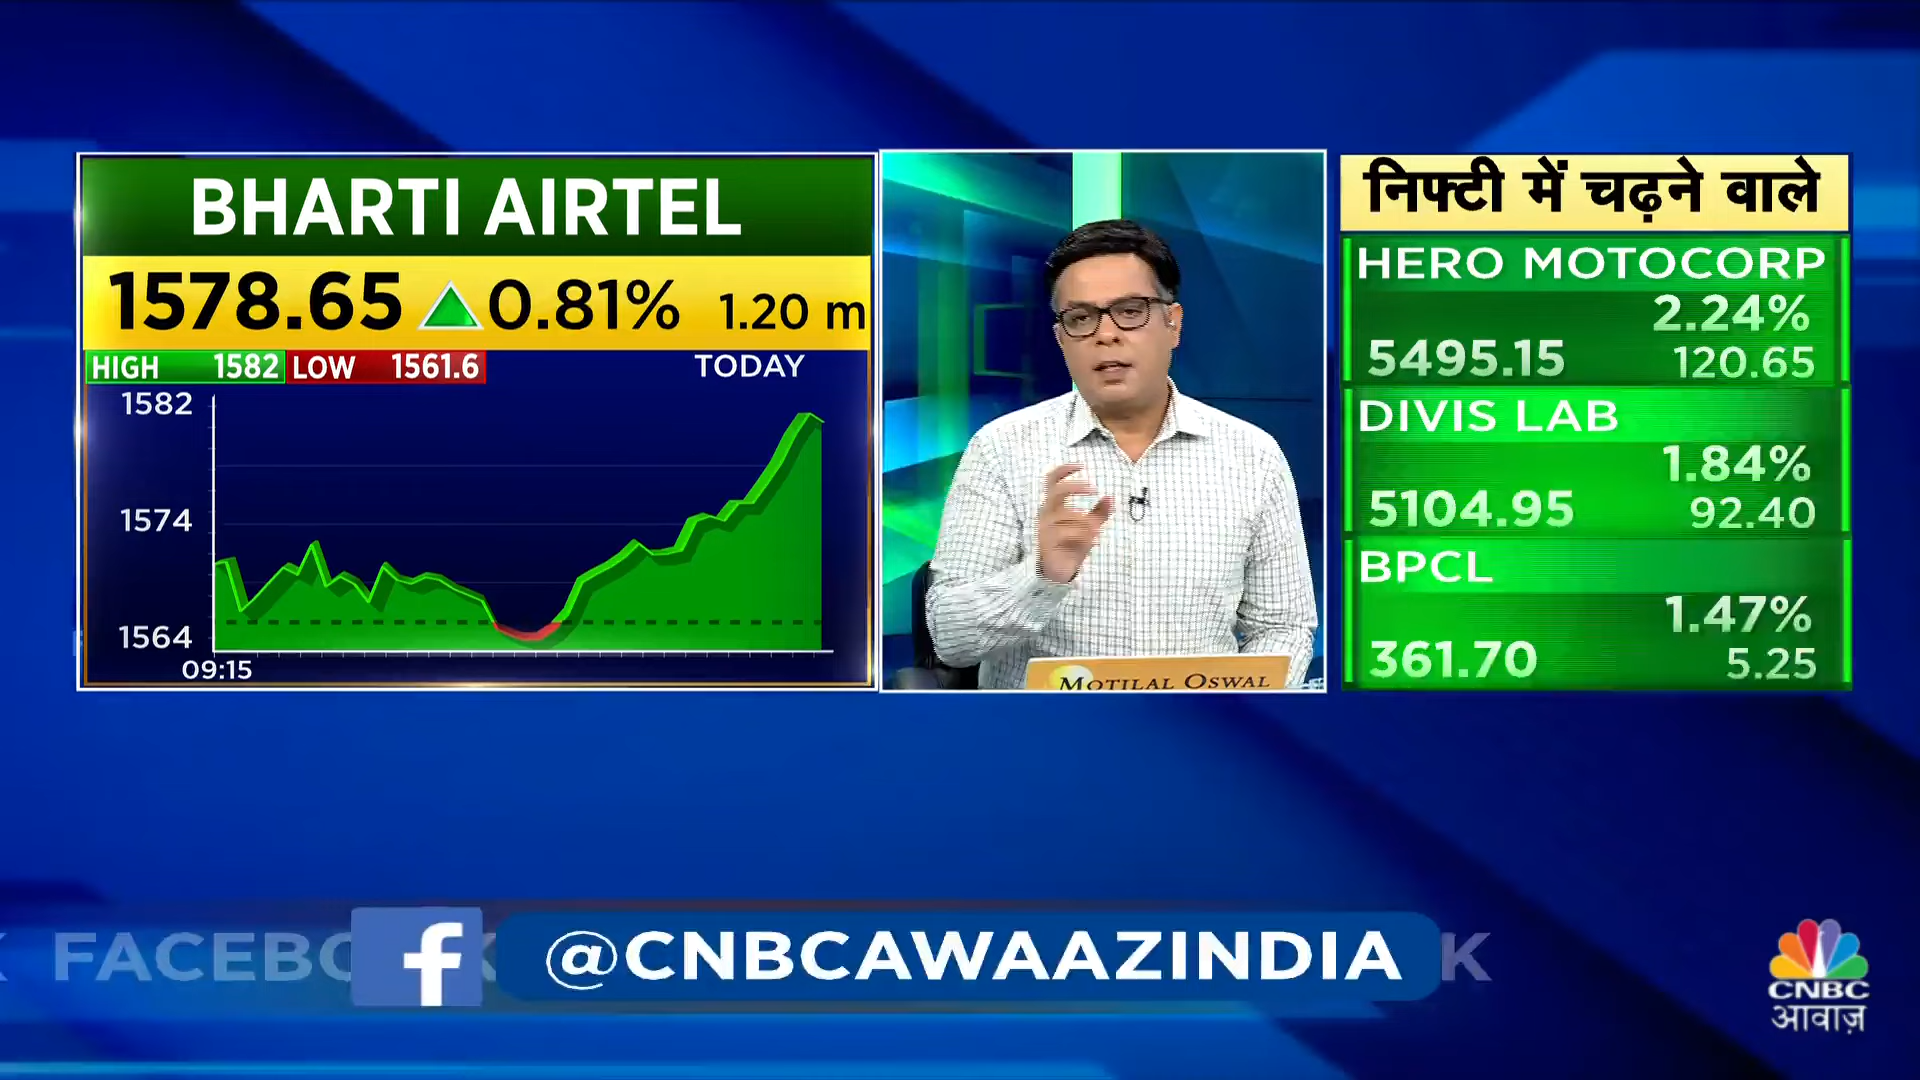 BHARTI AIRTEL
1578.65 0.81% 1.20 m
HIGH 1582 LOW 1561.6 TODAY
1582
1574
1564
09:15
MOTILAL OSWAL
निफ्टी में चढ़ने वाले
HERO MOTOCORP
2.24%
5495.15 120.65
DIVIS LAB
1.84%
5104.95 92.40
BPCL
1.47%
361.70 5.25
K FACEBO K @CNBCAWAAZINDIA K
CNBC
आवाज़